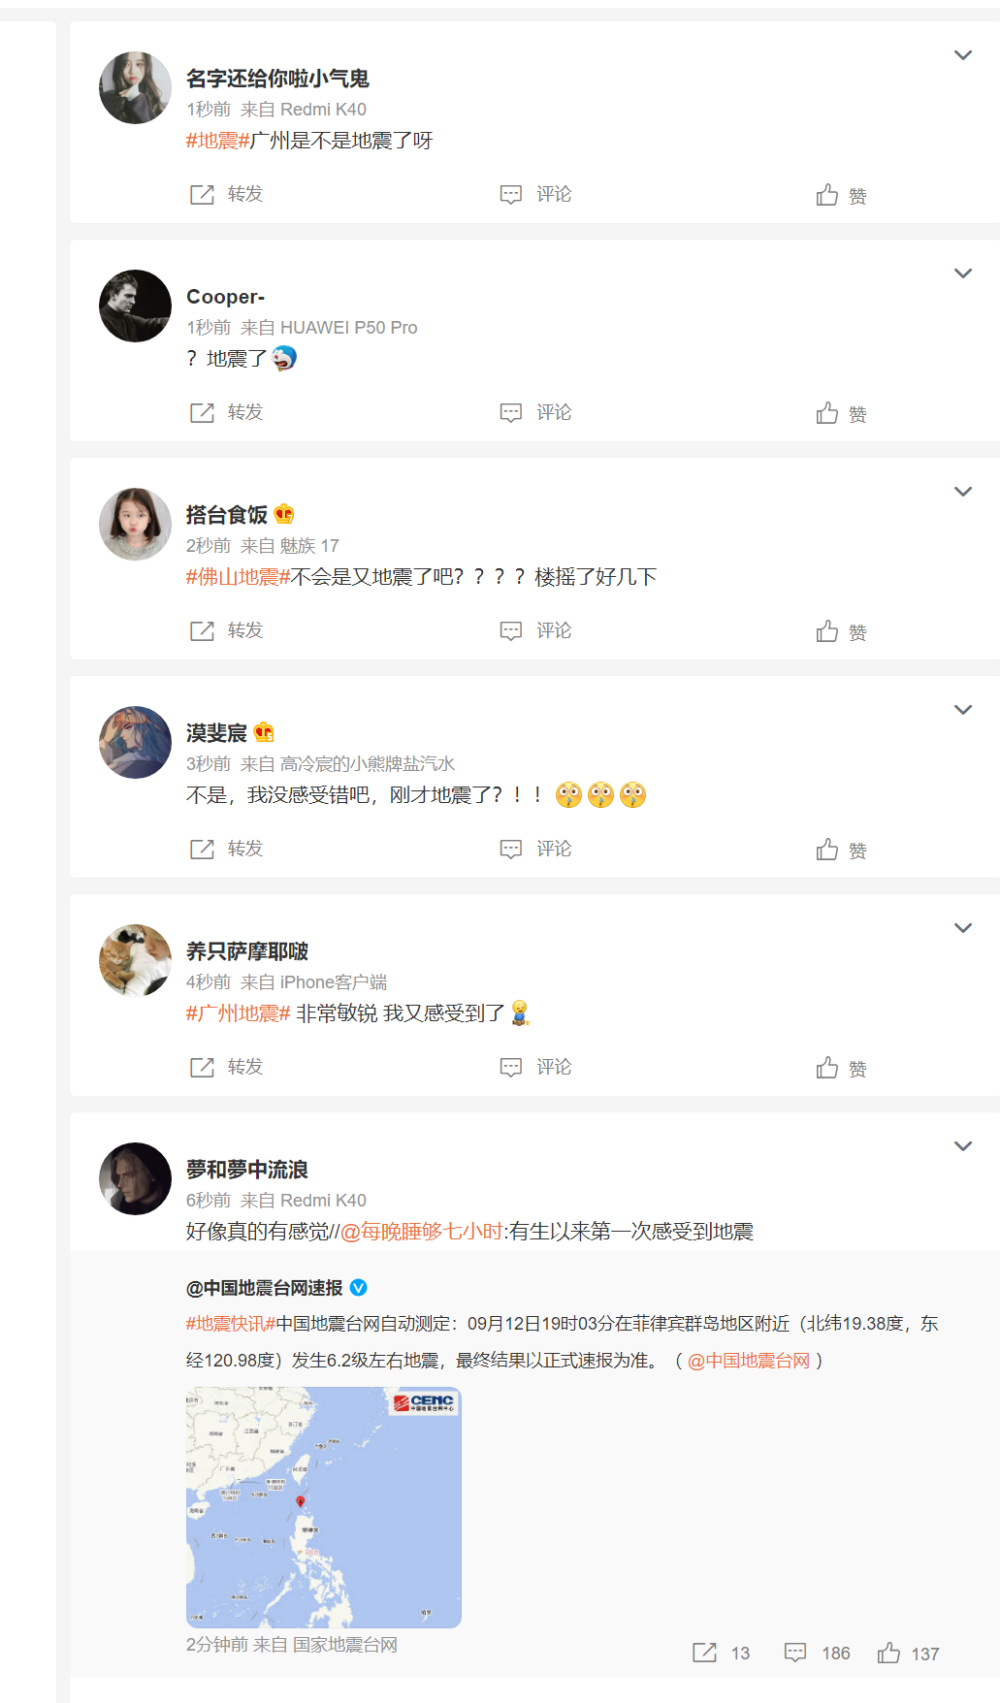 名字还给你啦小气鬼
1秒前 来自 Redmi K40
#地震#广州是不是地震了呀
转发 评论 赞
Cooper-
1秒前 来自 HUAWEI P50 Pro
？地震了
转发 评论 赞
搭台食饭
2秒前 来自 魅族 17
#佛山地震#不会是又地震了吧？？？？楼摇了好几下
转发 评论 赞
漠斐宸
3秒前 来自 高冷宸的小熊牌盐汽水
不是，我没感受错吧，刚才地震了？！！
转发 评论 赞
养只萨摩耶啵
4秒前 来自 iPhone客户端
#广州地震# 非常敏锐 我又感受到了
转发 评论 赞
夢和夢中流浪
6秒前 来自 Redmi K40
好像真的有感觉//@每晚睡够七小时:有生以来第一次感受到地震
@中国地震台网速报
#地震快讯#中国地震台网自动测定：09月12日19时03分在菲律宾群岛地区附近（北纬19.38度，东
经120.98度）发生6.2级左右地震，最终结果以正式速报为准。（ @中国地震台网 ）
CENC
中国地震台网中心
2分钟前 来自 国家地震台网
13 186 137